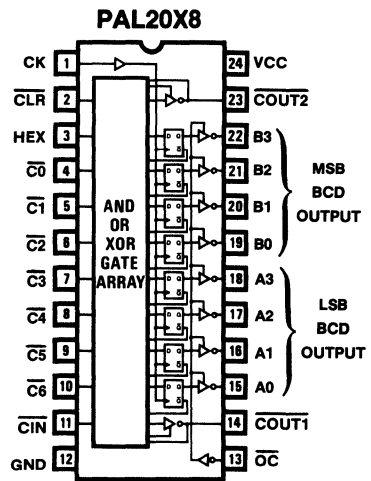 PAL20X8
CK 1 24 VCC
CLR 2 23 COUT2
HEX 3 22 B3
C0 4 21 B2
C1 5 20 B1
C2 6 19 B0
C3 7 18 A3
C4 8 17 A2
C5 9 16 A1
C6 10 15 A0
CIN 11 14 COUT1
GND 12 13 OC
AND
OR
XOR
GATE
ARRAY
MSB
BCD
OUTPUT
LSB
BCD
OUTPUT